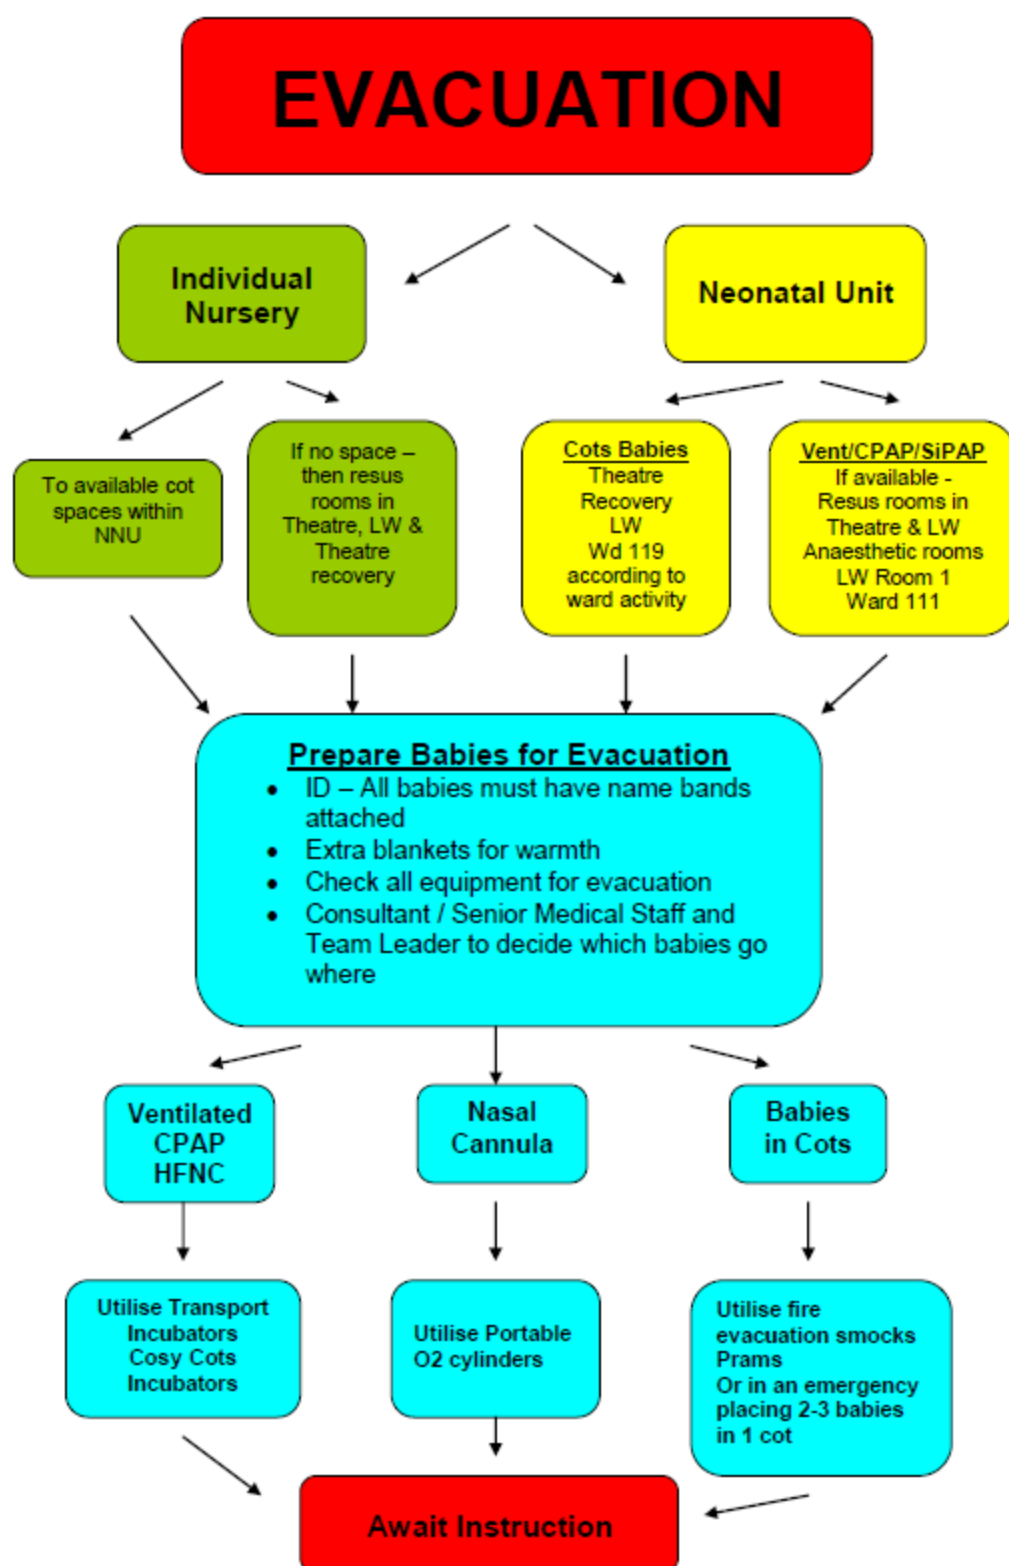 EVACUATION
Individual
Nursery
Neonatal Unit
To available cot
spaces within
NNU
If no space –
then resus
rooms in
Theatre, LW &
Theatre
recovery
Cots Babies
Theatre
Recovery
LW
Wd 119
according to
ward activity
Vent/CPAP/SiPAP
If available -
Resus rooms in
Theatre & LW
Anaesthetic rooms
LW Room 1
Ward 111
Prepare Babies for Evacuation
• ID – All babies must have name bands
attached
• Extra blankets for warmth
• Check all equipment for evacuation
• Consultant / Senior Medical Staff and
Team Leader to decide which babies go
where
Ventilated
CPAP
HFNC
Nasal
Cannula
Babies
in Cots
Utilise Transport
Incubators
Cosy Cots
Incubators
Utilise Portable
O2 cylinders
Utilise fire
evacuation smocks
Prams
Or in an emergency
placing 2-3 babies
in 1 cot
Await Instruction